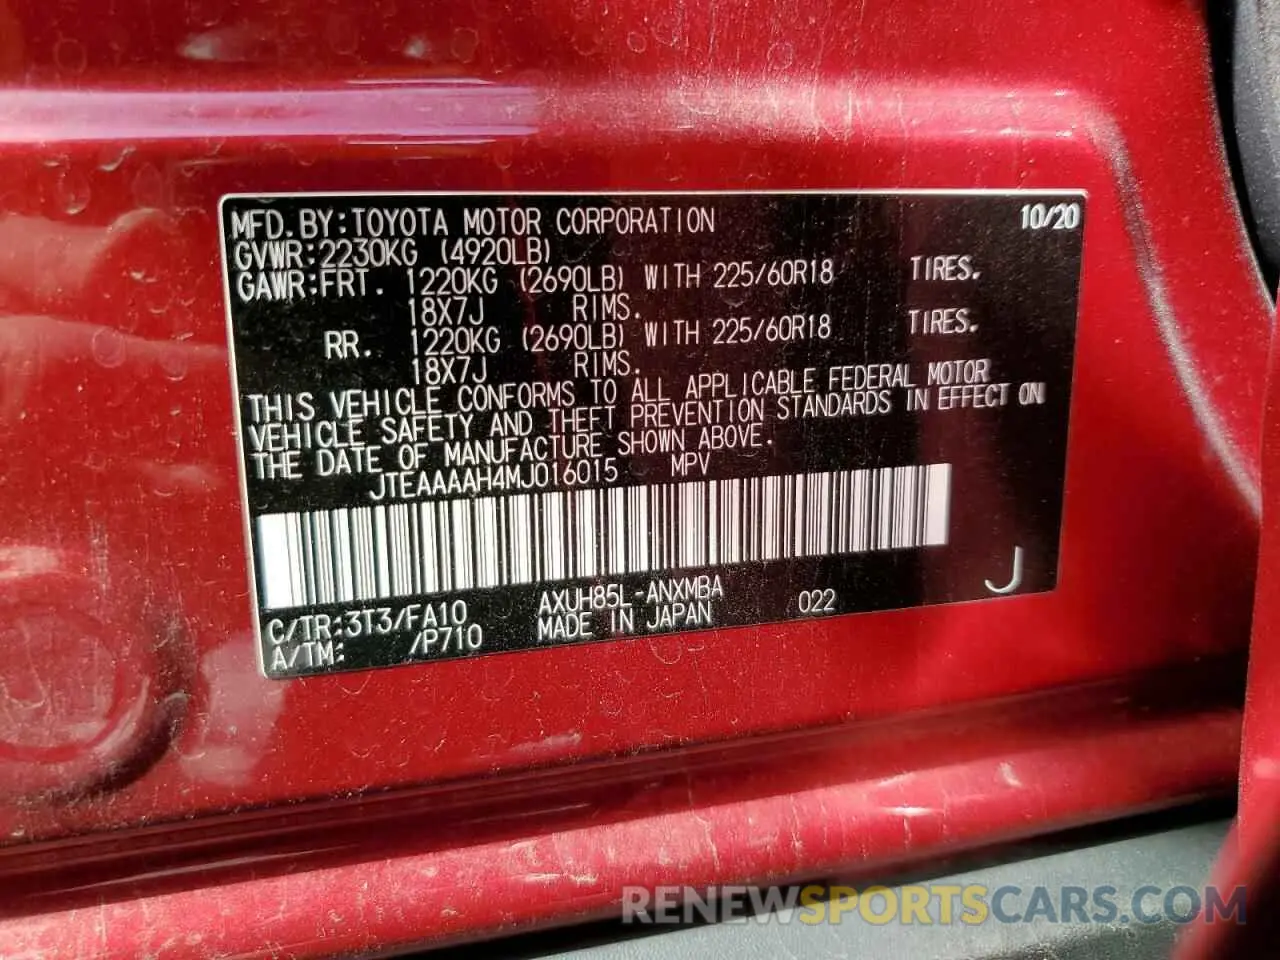 MFD.BY:TOYOTA MOTOR CORPORATION 10/20
GVWR:2230KG (4920LB)
GAWR:FRT. 1220KG (2690LB) WITH 225/60R18 TIRES.
18X7J RIMS.
RR. 1220KG (2690LB) WITH 225/60R18 TIRES.
18X7J RIMS.
THIS VEHICLE CONFORMS TO ALL APPLICABLE FEDERAL MOTOR
VEHICLE SAFETY AND THEFT PREVENTION STANDARDS IN EFFECT ON
THE DATE OF MANUFACTURE SHOWN ABOVE.
JTEAAAAH4MJ016015 MPV
C/TR:3T3/FA10 AXUH85L-ANXMBA 022 J
A/TM: /P710 MADE IN JAPAN
RENEWSPORTSCARS.COM